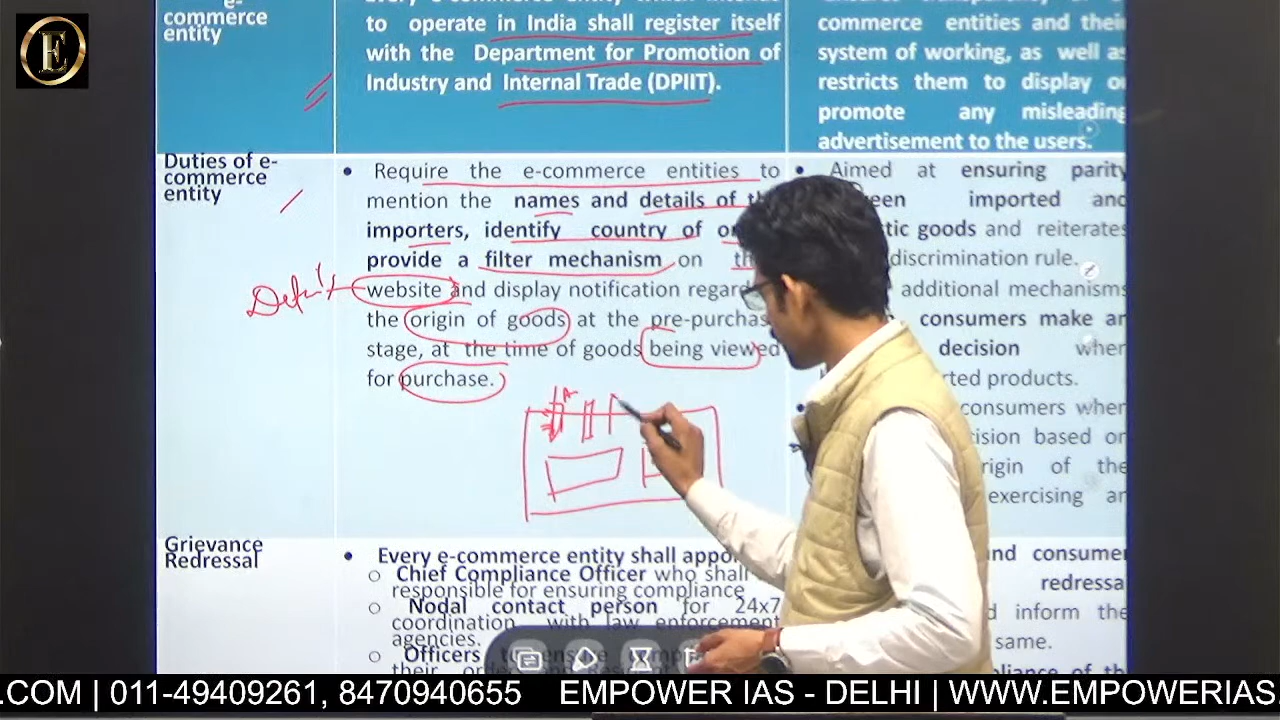 E
e-
commerce
entity
to operate in India shall register itself
with the Department for Promotion of
Industry and Internal Trade (DPIIT).
commerce entities and their
system of working, as well as
restricts them to display or
promote any misleading
advertisement to the users.
Duties of e-
commerce
entity
• Require the e-commerce entities to
mention the names and details of
importers, identify country of
provide a filter mechanism on
website and display notification
the origin of goods at the pre-purchas
stage, at the time of goods being viewed
for purchase.
• Aimed at ensuring parity
imported and
goods and reiterates
discrimination rule.
additional mechanisms
consumers make an
decision when
products.
consumers when
based on
of the
exercising an
Grievance
Redressal
• Every e-commerce entity shall
○ Chief Compliance Officer who shall
responsible for ensuring compliance
○ Nodal contact person for 24x7
coordination with law enforcement
agencies.
○ Officers
their
and consumer
redressal
inform the
same.
of the
.COM | 011-49409261, 8470940655 EMPOWER IAS - DELHI | WWW.EMPOWERIAS